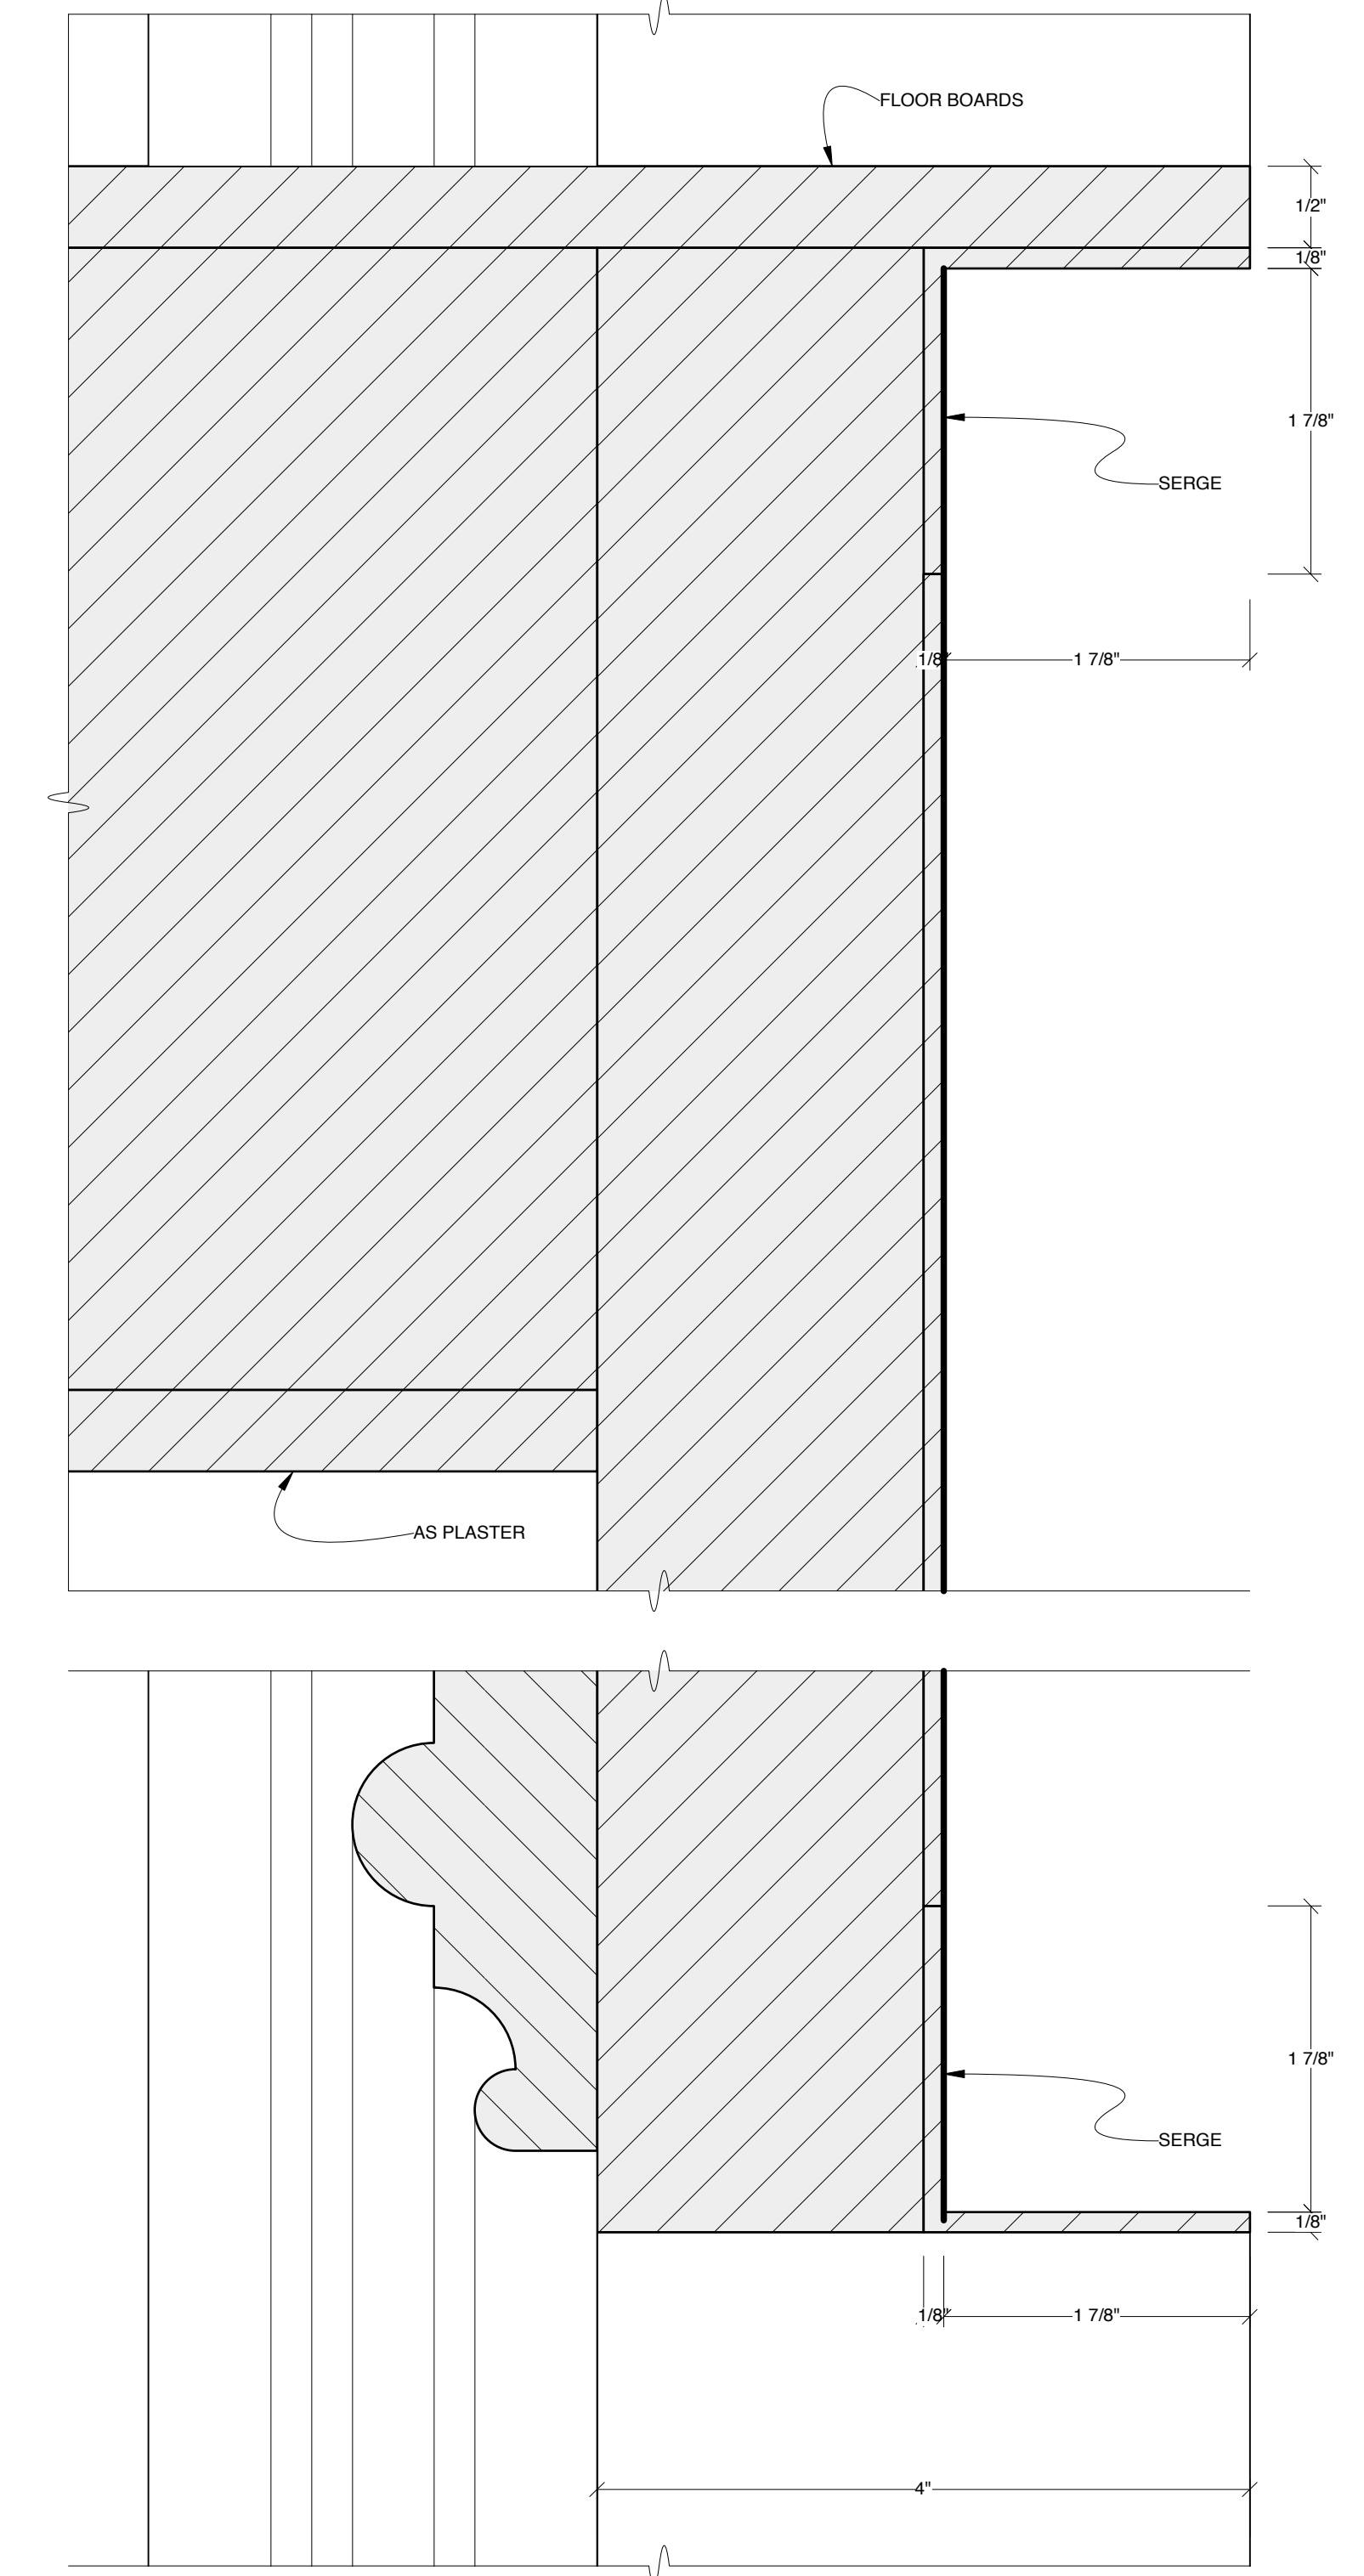 FLOOR BOARDS
1/2"
1/8"
1 7/8"
SERGE
1/8"
1 7/8"
AS PLASTER
1 7/8"
SERGE
1/8"
1/8"
1 7/8"
4"